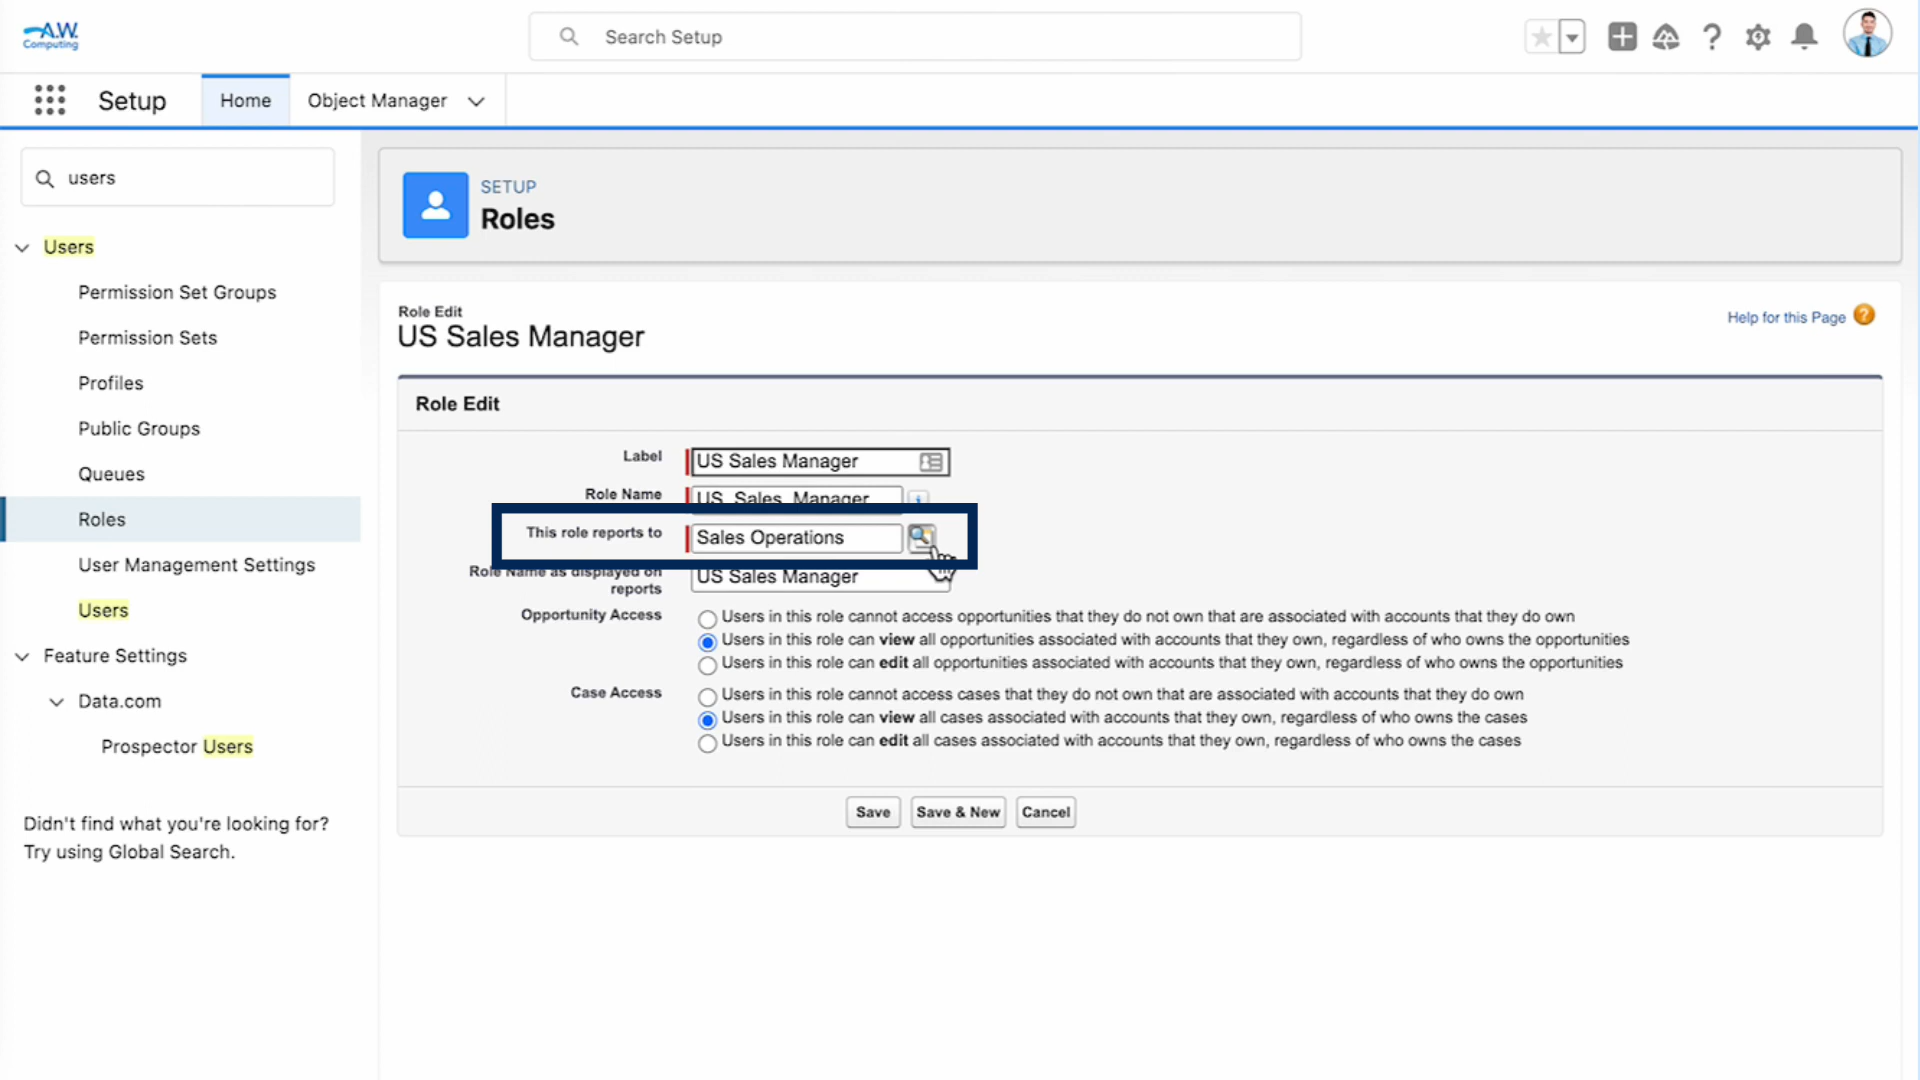 A.W.
Computing
Search Setup
Setup
Home
Object Manager
users
Users
Permission Set Groups
Permission Sets
Profiles
Public Groups
Queues
Roles
User Management Settings
Users
Feature Settings
Data.com
Prospector Users
Didn't find what you're looking for?
Try using Global Search.
SETUP
Roles
Role Edit
US Sales Manager
Help for this Page
Role Edit
Label US Sales Manager
Role Name US_Sales_Manager
This role reports to Sales Operations
Role Name as displayed on
reports
US Sales Manager
Opportunity Access
Users in this role cannot access opportunities that they do not own that are associated with accounts that they do own
Users in this role can view all opportunities associated with accounts that they own, regardless of who owns the opportunities
Users in this role can edit all opportunities associated with accounts that they own, regardless of who owns the opportunities
Case Access
Users in this role cannot access cases that they do not own that are associated with accounts that they do own
Users in this role can view all cases associated with accounts that they own, regardless of who owns the cases
Users in this role can edit all cases associated with accounts that they own, regardless of who owns the cases
Save
Save & New
Cancel